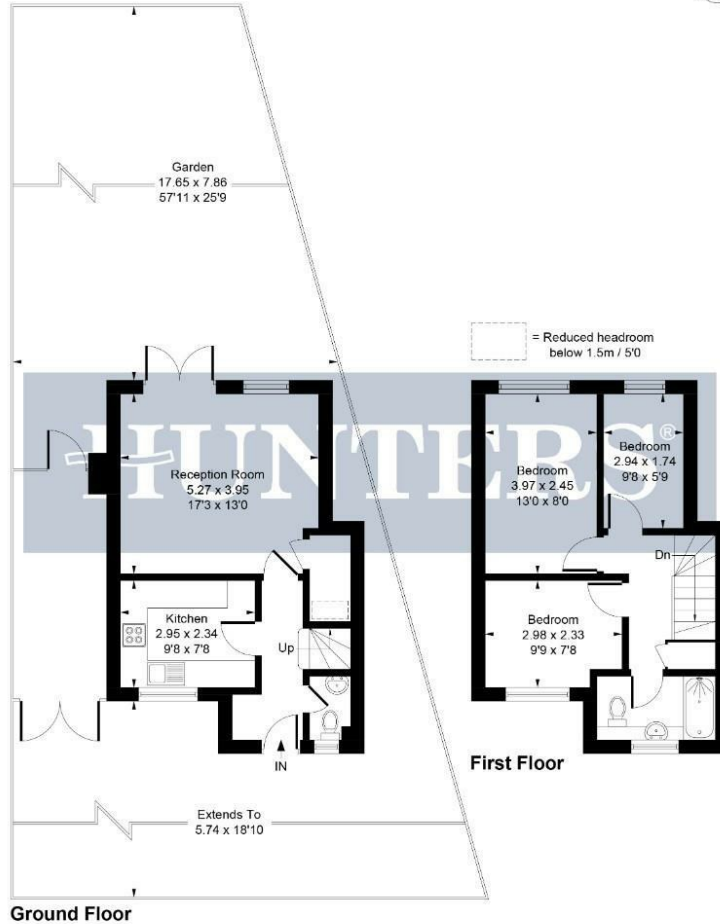 Garden
17.65 x 7.86
57'11 x 25'9
= Reduced headroom
below 1.5m / 5'0
HUNTERS®
Reception Room
5.27 x 3.95
17'3 x 13'0
Bedroom
3.97 x 2.45
13'0 x 8'0
Bedroom
2.94 x 1.74
9'8 x 5'9
Dn
Kitchen
2.95 x 2.34
9'8 x 7'8
Up
Bedroom
2.98 x 2.33
9'9 x 7'8
IN
First Floor
Extends To
5.74 x 18'10
Ground Floor